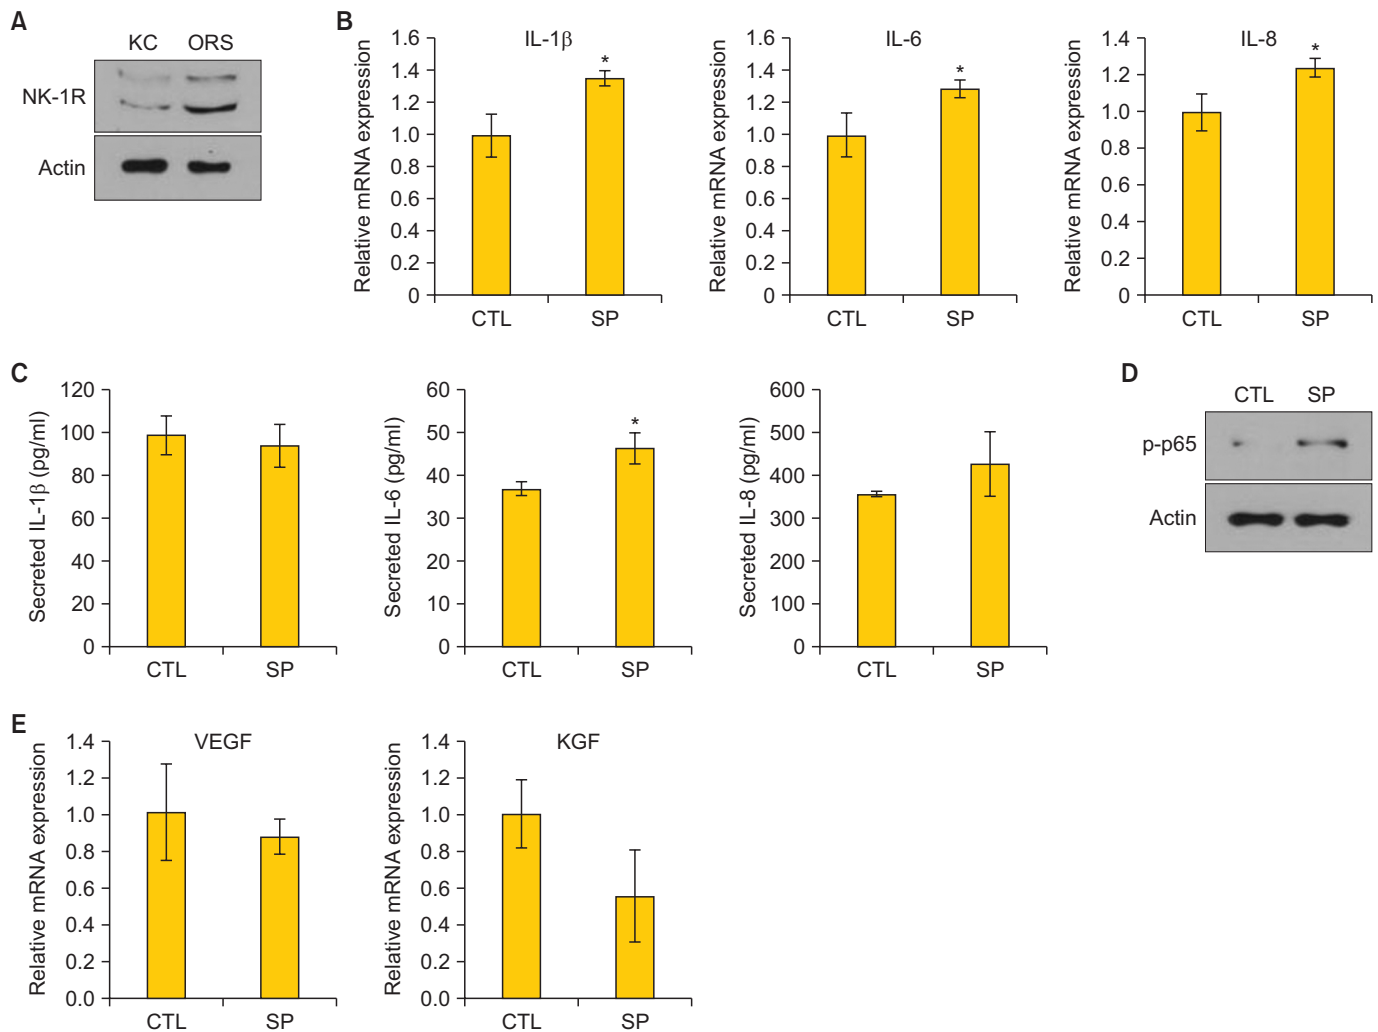 A
KC ORS
NK-1R
Actin
B
IL-1β
Relative mRNA expression
1.6
1.4
1.2
1.0
0.8
0.6
0.4
0.2
0
*
CTL SP
IL-6
Relative mRNA expression
1.6
1.4
1.2
1.0
0.8
0.6
0.4
0.2
0
*
CTL SP
IL-8
Relative mRNA expression
1.4
1.2
1.0
0.8
0.6
0.4
0.2
0
*
CTL SP
C
Secreted IL-1β (pg/ml)
120
100
80
60
40
20
0
CTL SP
Secreted IL-6 (pg/ml)
60
50
40
30
20
10
0
*
CTL SP
Secreted IL-8 (pg/ml)
600
500
400
300
200
100
0
CTL SP
D
CTL SP
p-p65
Actin
E
VEGF
Relative mRNA expression
1.4
1.2
1.0
0.8
0.6
0.4
0.2
0.0
CTL SP
KGF
Relative mRNA expression
1.4
1.2
1.0
0.8
0.6
0.4
0.2
0.0
CTL SP